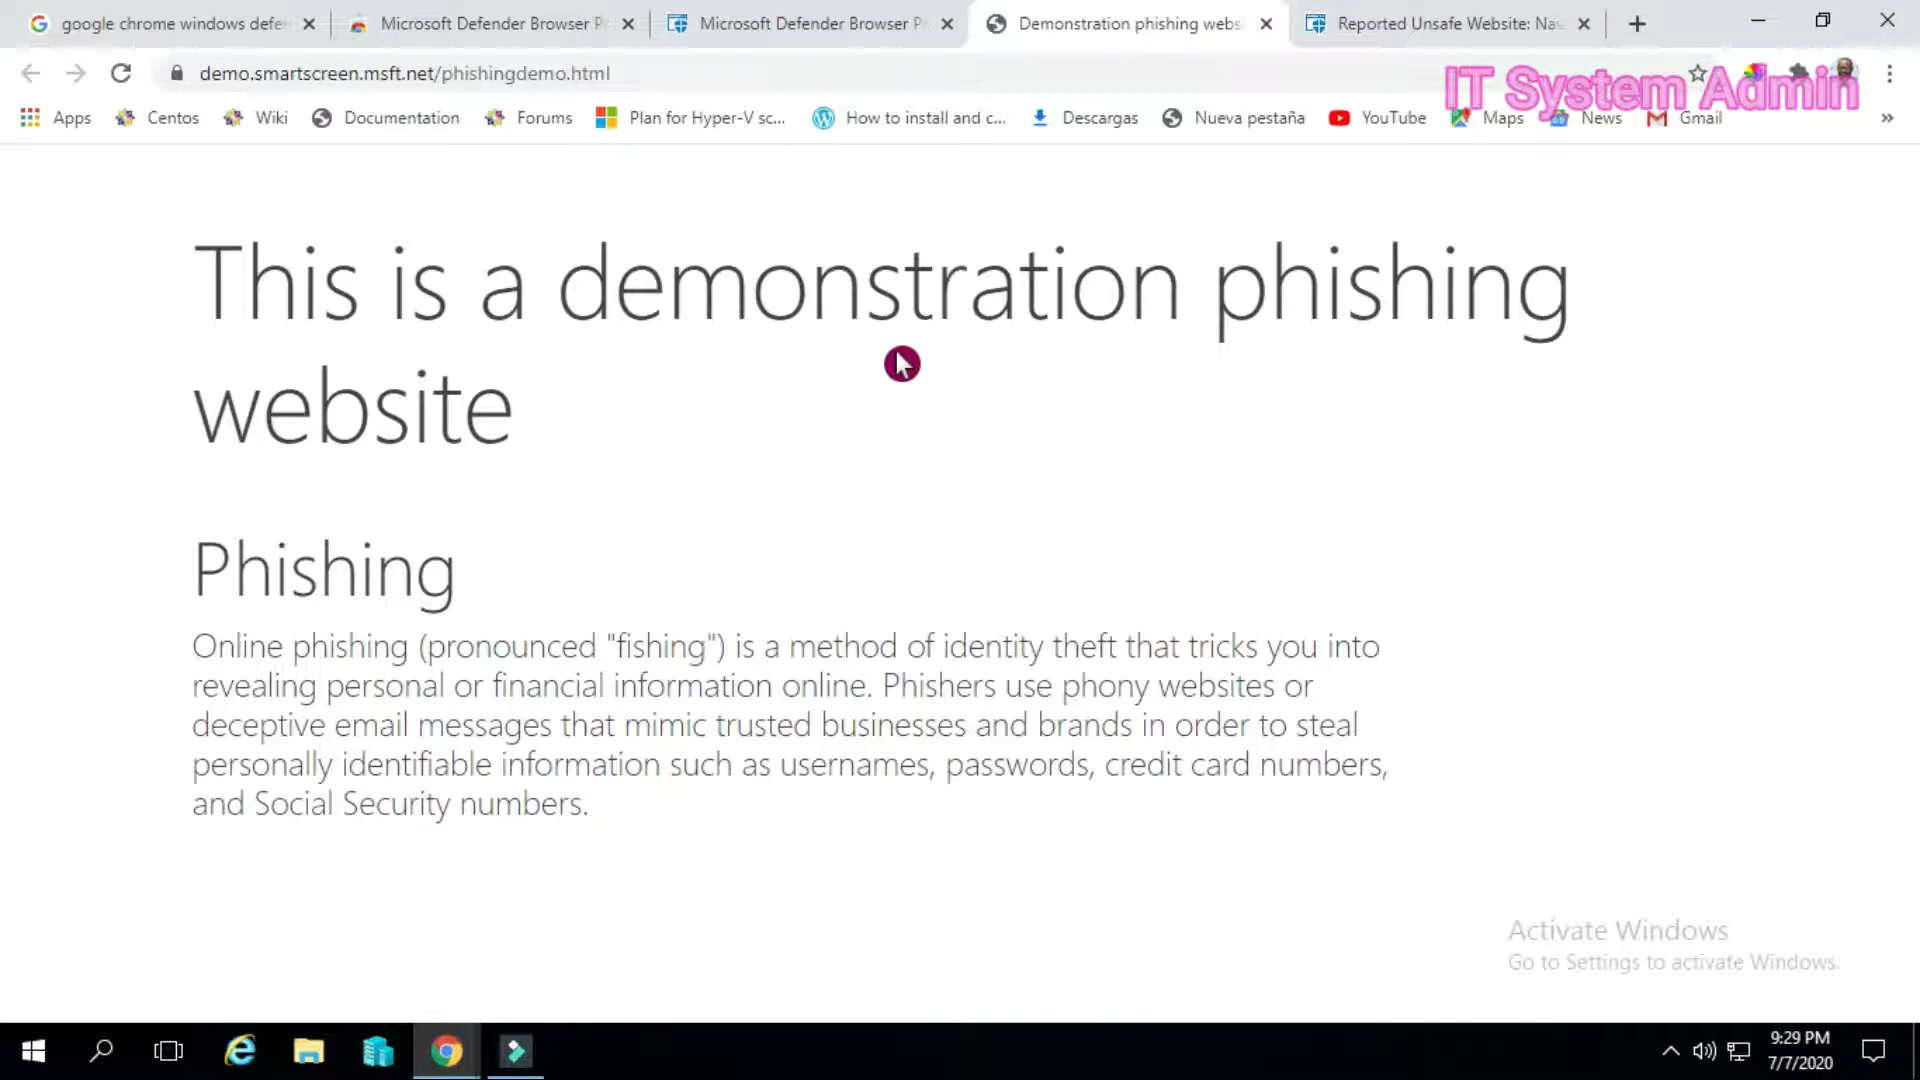 google chrome windows defe
Microsoft Defender Browser P
Microsoft Defender Browser P
Demonstration phishing webs
Reported Unsafe Website: Na
demo.smartscreen.msft.net/phishingdemo.html
IT System Admin
Apps
Centos
Wiki
Documentation
Forums
Plan for Hyper-V sc...
How to install and c...
Descargas
Nueva pestaña
YouTube
Maps
News
Gmail
»
This is a demonstration phishing
website
Phishing
Online phishing (pronounced "fishing") is a method of identity theft that tricks you into
revealing personal or financial information online. Phishers use phony websites or
deceptive email messages that mimic trusted businesses and brands in order to steal
personally identifiable information such as usernames, passwords, credit card numbers,
and Social Security numbers.
Activate Windows
Go to Settings to activate Windows.
9:29 PM
7/7/2020